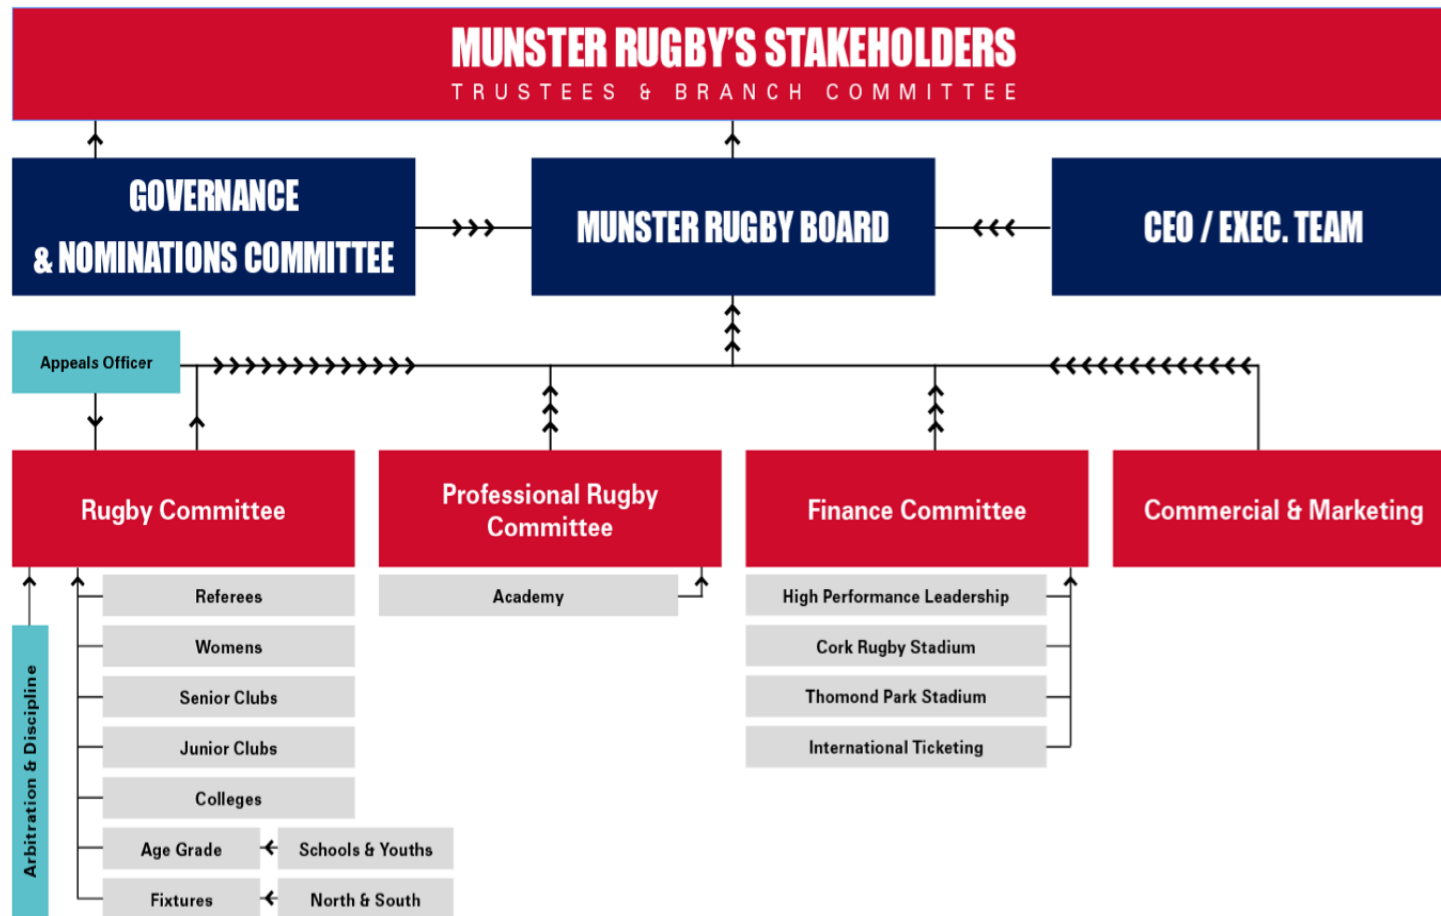 MUNSTER RUGBY'S STAKEHOLDERS
TRUSTEES & BRANCH COMMITTEE
GOVERNANCE
& NOMINATIONS COMMITTEE
MUNSTER RUGBY BOARD
CEO / EXEC. TEAM
Appeals Officer
Rugby Committee
Professional Rugby
Committee
Finance Committee
Commercial & Marketing
Arbitration & Discipline
Referees
Womens
Senior Clubs
Junior Clubs
Colleges
Age Grade
Schools & Youths
Fixtures
North & South
Academy
High Performance Leadership
Cork Rugby Stadium
Thomond Park Stadium
International Ticketing